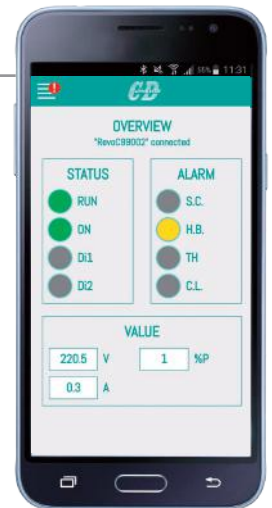 11:31
CD
OVERVIEW
"RevoC99002" connected
STATUS
RUN
ON
Di1
Di2
ALARM
S.C.
H.B.
TH
C.L.
VALUE
220.5 V
1 %P
0.3 A